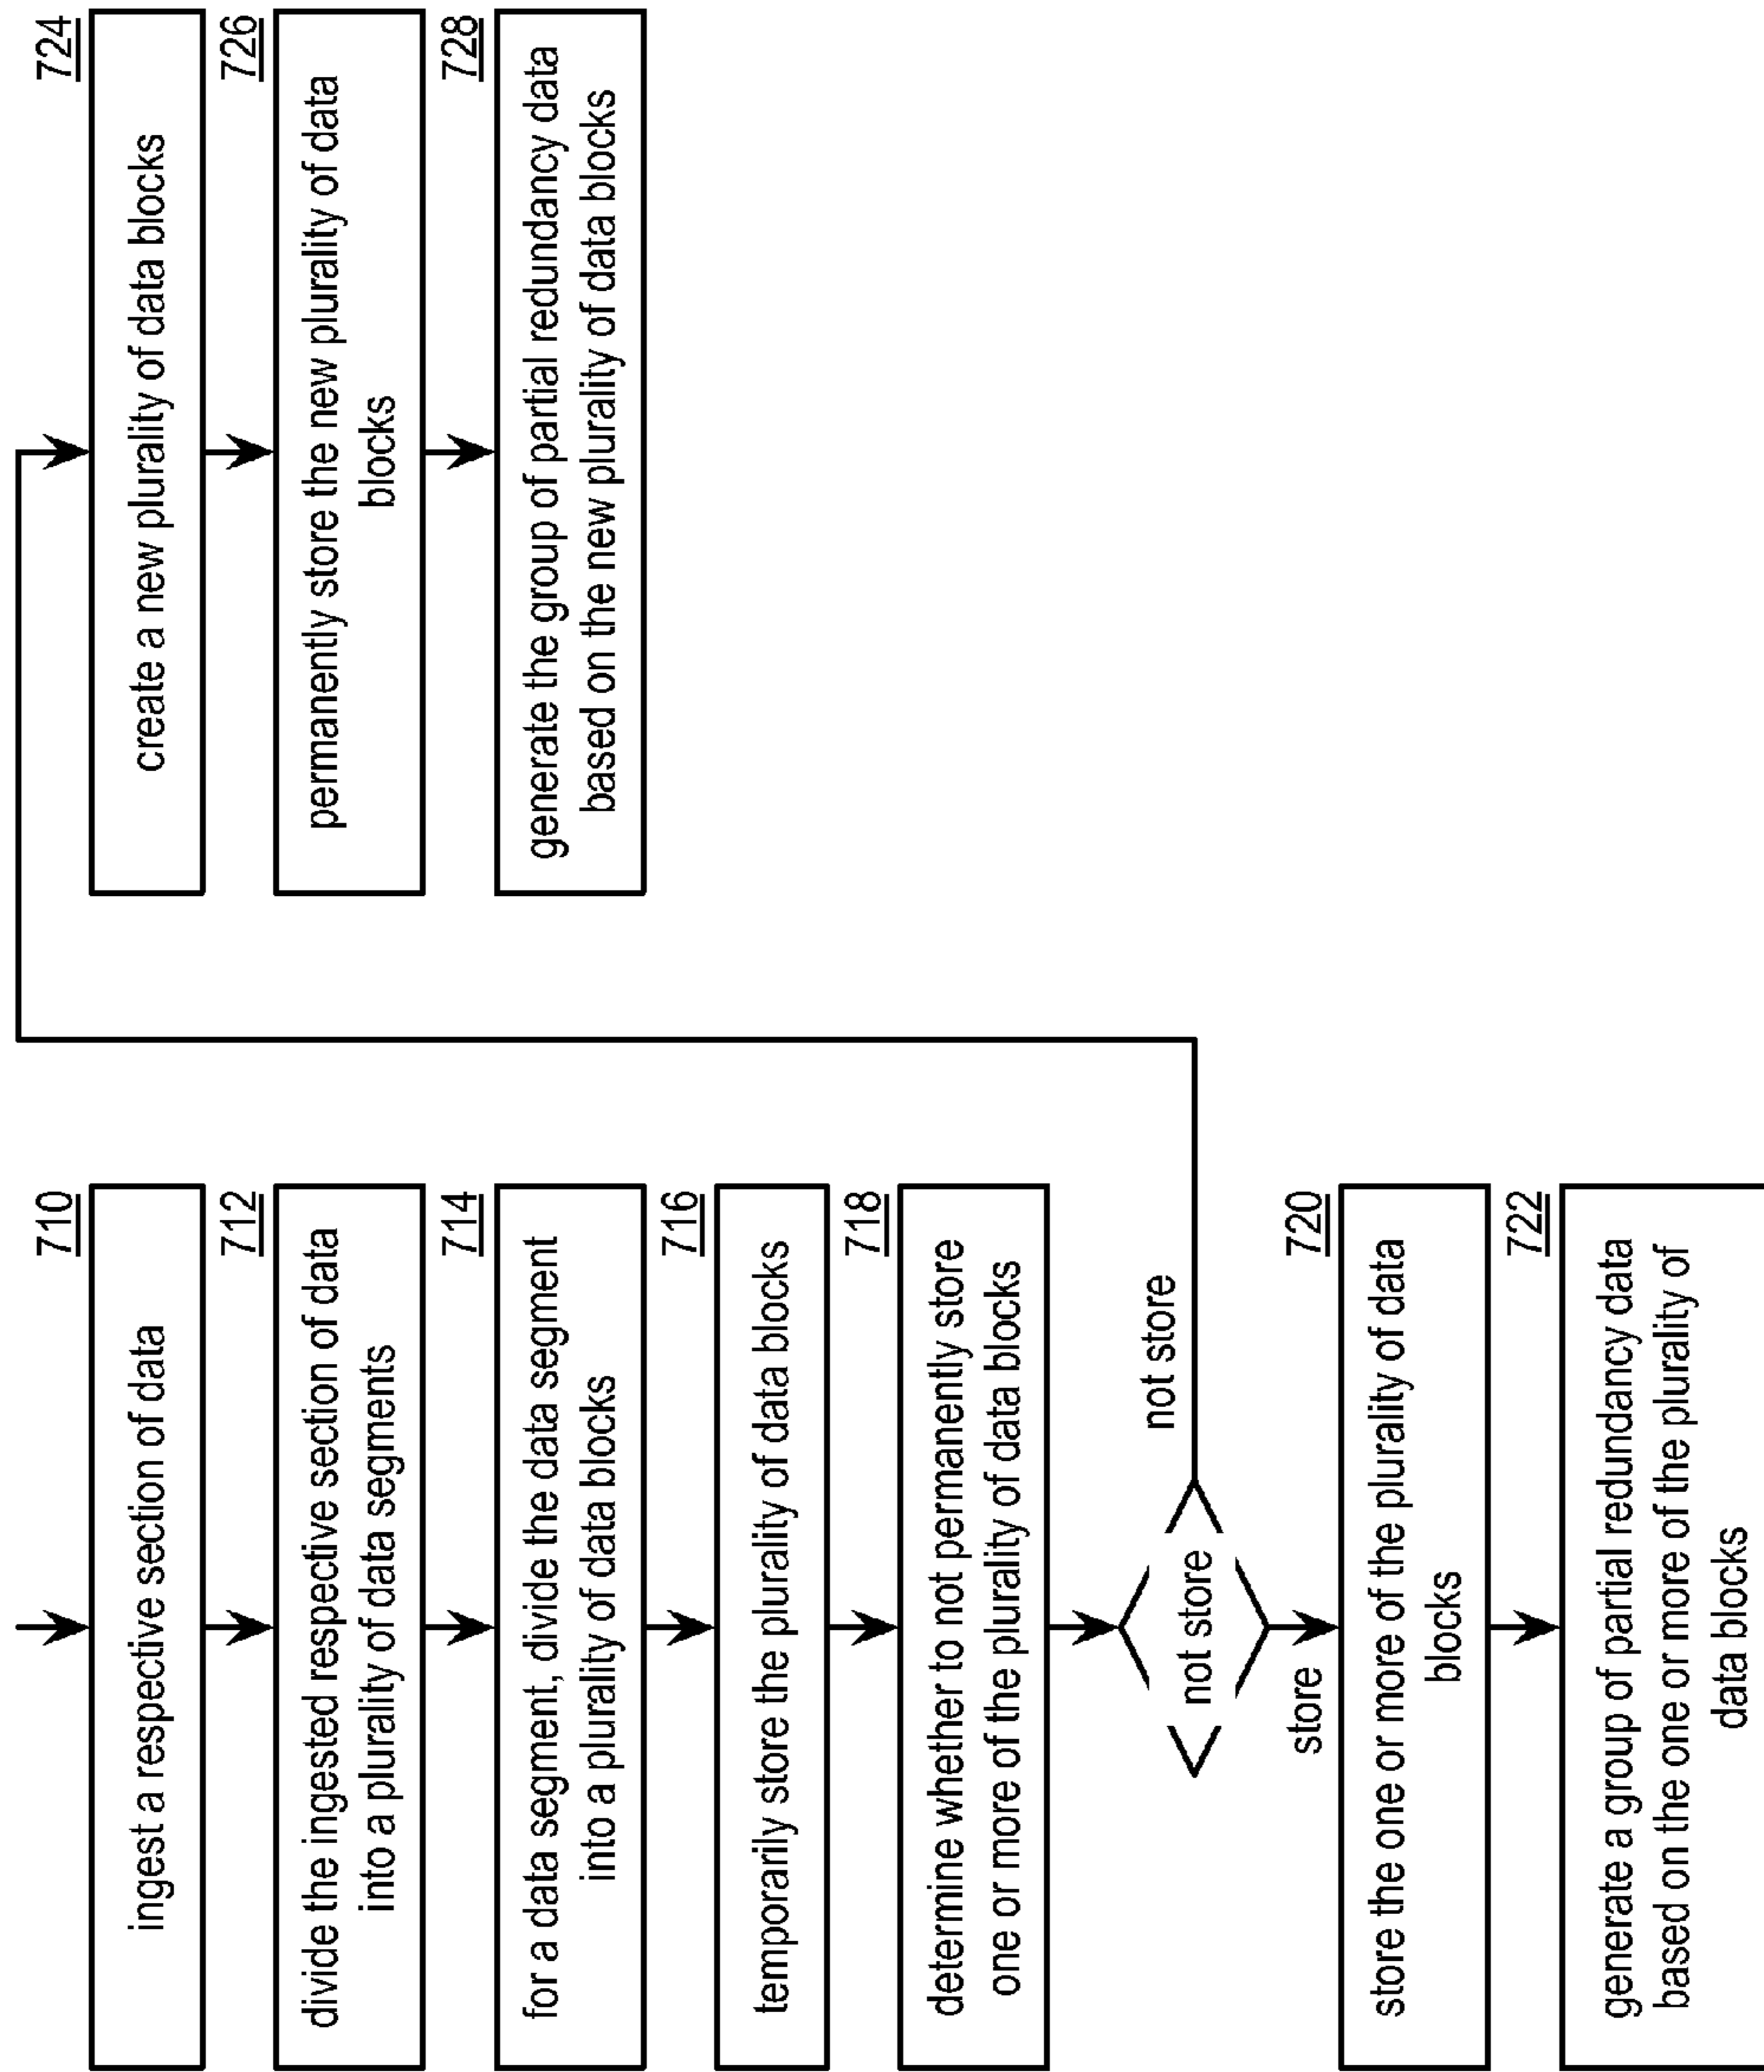 710
ingest a respective section of data
712
divide the ingested respective section of data
into a plurality of data segments
714
for a data segment, divide the data segment
into a plurality of data blocks
716
temporarily store the plurality of data blocks
718
determine whether to not permanently store
one or more of the plurality of data blocks
not store
not store
store
720
store the one or more of the plurality of data
blocks
722
generate a group of partial redundancy data
based on the one or more of the plurality of
data blocks
724
create a new plurality of data blocks
726
permanently store the new plurality of data
blocks
728
generate the group of partial redundancy data
based on the new plurality of data blocks